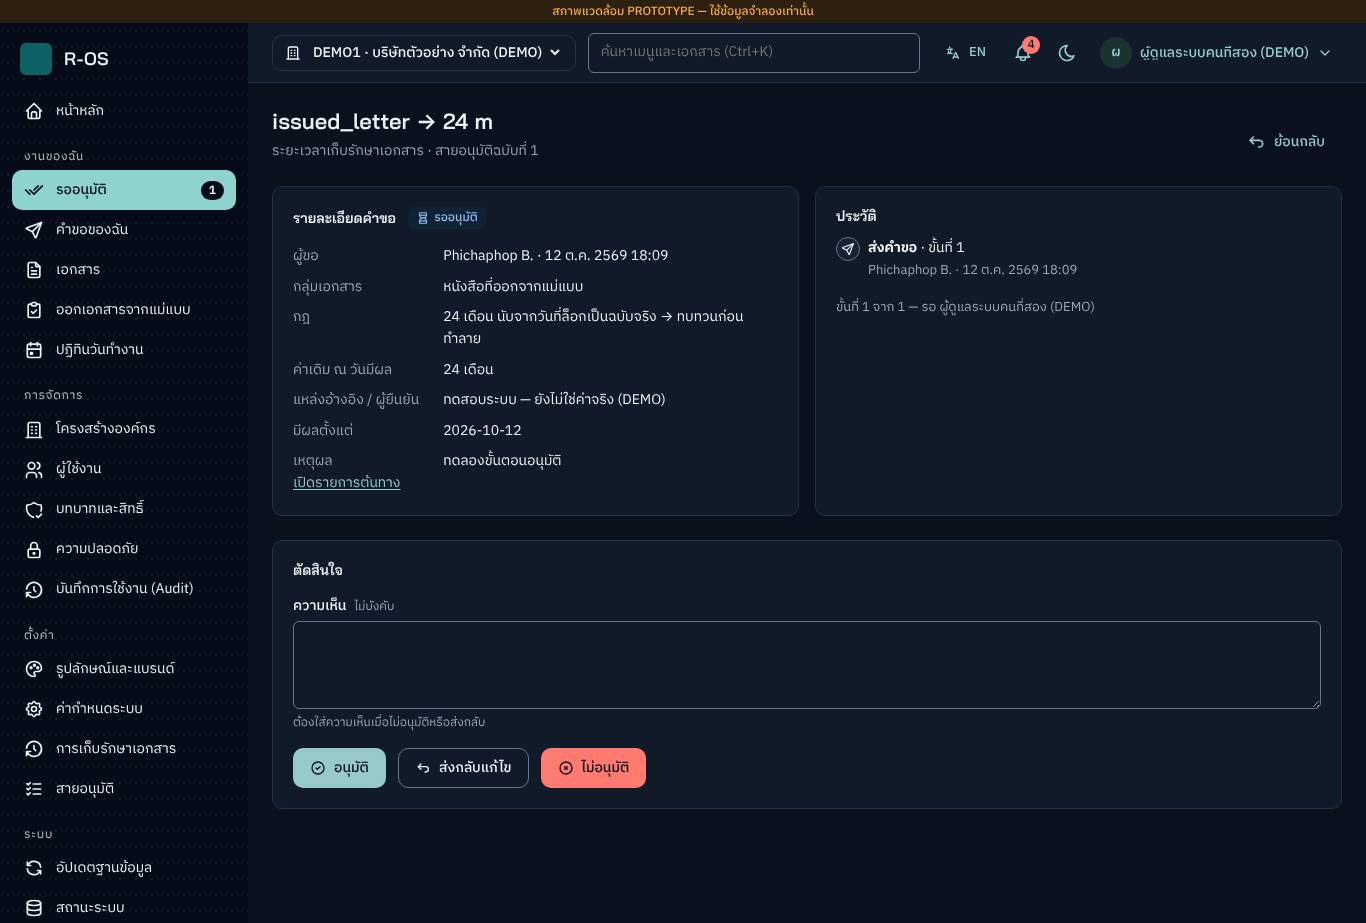 สภาพแวดล้อม PROTOTYPE — ใช้ข้อมูลจำลองเท่านั้น
R-OS
หน้าหลัก
งานของฉัน
รออนุมัติ 1
คำขอของฉัน
เอกสาร
ออกเอกสารจากแม่แบบ
ปฏิทินวันทำงาน
การจัดการ
โครงสร้างองค์กร
ผู้ใช้งาน
บทบาทและสิทธิ์
ความปลอดภัย
บันทึกการใช้งาน (Audit)
ตั้งค่า
รูปลักษณ์และแบรนด์
ค่ากำหนดระบบ
การเก็บรักษาเอกสาร
สายอนุมัติ
ระบบ
อัปเดตฐานข้อมูล
สถานะระบบ
DEMO1 · บริษัทตัวอย่าง จำกัด (DEMO)
ค้นหาเมนูและเอกสาร (Ctrl+K)
EN
4
ผ
ผู้ดูแลระบบคนที่สอง (DEMO)
issued_letter → 24 m
ระยะเวลาเก็บรักษาเอกสาร · สายอนุมัติฉบับที่ 1
ย้อนกลับ
รายละเอียดคำขอ รออนุมัติ
ผู้ขอ Phichaphop B. · 12 ต.ค. 2569 18:09
กลุ่มเอกสาร หนังสือที่ออกจากแม่แบบ
กฎ 24 เดือน นับจากวันที่ล็อกเป็นฉบับจริง → ทบทวนก่อน
ทำลาย
ค่าเดิม ณ วันมีผล 24 เดือน
แหล่งอ้างอิง / ผู้ยืนยัน ทดสอบระบบ — ยังไม่ใช่ค่าจริง (DEMO)
มีผลตั้งแต่ 2026-10-12
เหตุผล ทดลองขั้นตอนอนุมัติ
เปิดรายการต้นทาง
ประวัติ
ส่งคำขอ · ขั้นที่ 1
Phichaphop B. · 12 ต.ค. 2569 18:09
ขั้นที่ 1 จาก 1 — รอ ผู้ดูแลระบบคนที่สอง (DEMO)
ตัดสินใจ
ความเห็น ไม่บังคับ
ต้องใส่ความเห็นเมื่อไม่อนุมัติหรือส่งกลับ
อนุมัติ
ส่งกลับแก้ไข
ไม่อนุมัติ